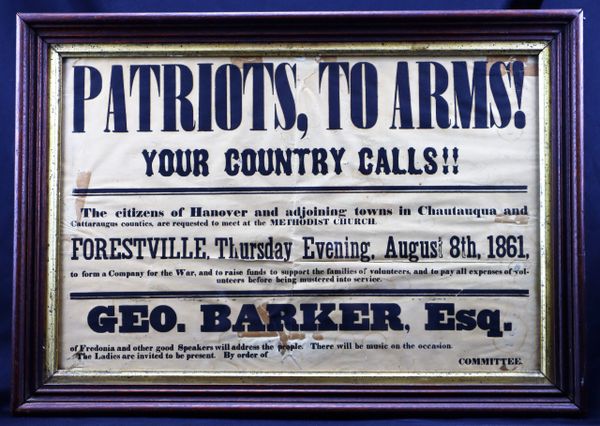 PATRIOTS, TO ARMS!
YOUR COUNTRY CALLS!!
The citizens of Hanover and adjoining towns in Chautauqua and
Cattaraugus counties, are requested to meet at the METHODIST CHURCH.
FORESTVILLE, Thursday Evening, August 8th, 1861,
to form a Company for the War, and to raise funds to support the families of volunteers, and to pay all expenses of vol-
unteers before being mustered into service.
GEO. BARKER, Esq.
of Fredonia and other good Speakers will address the people. There will be music on the occasion.
The Ladies are invited to be present. By order of
COMMITTEE.